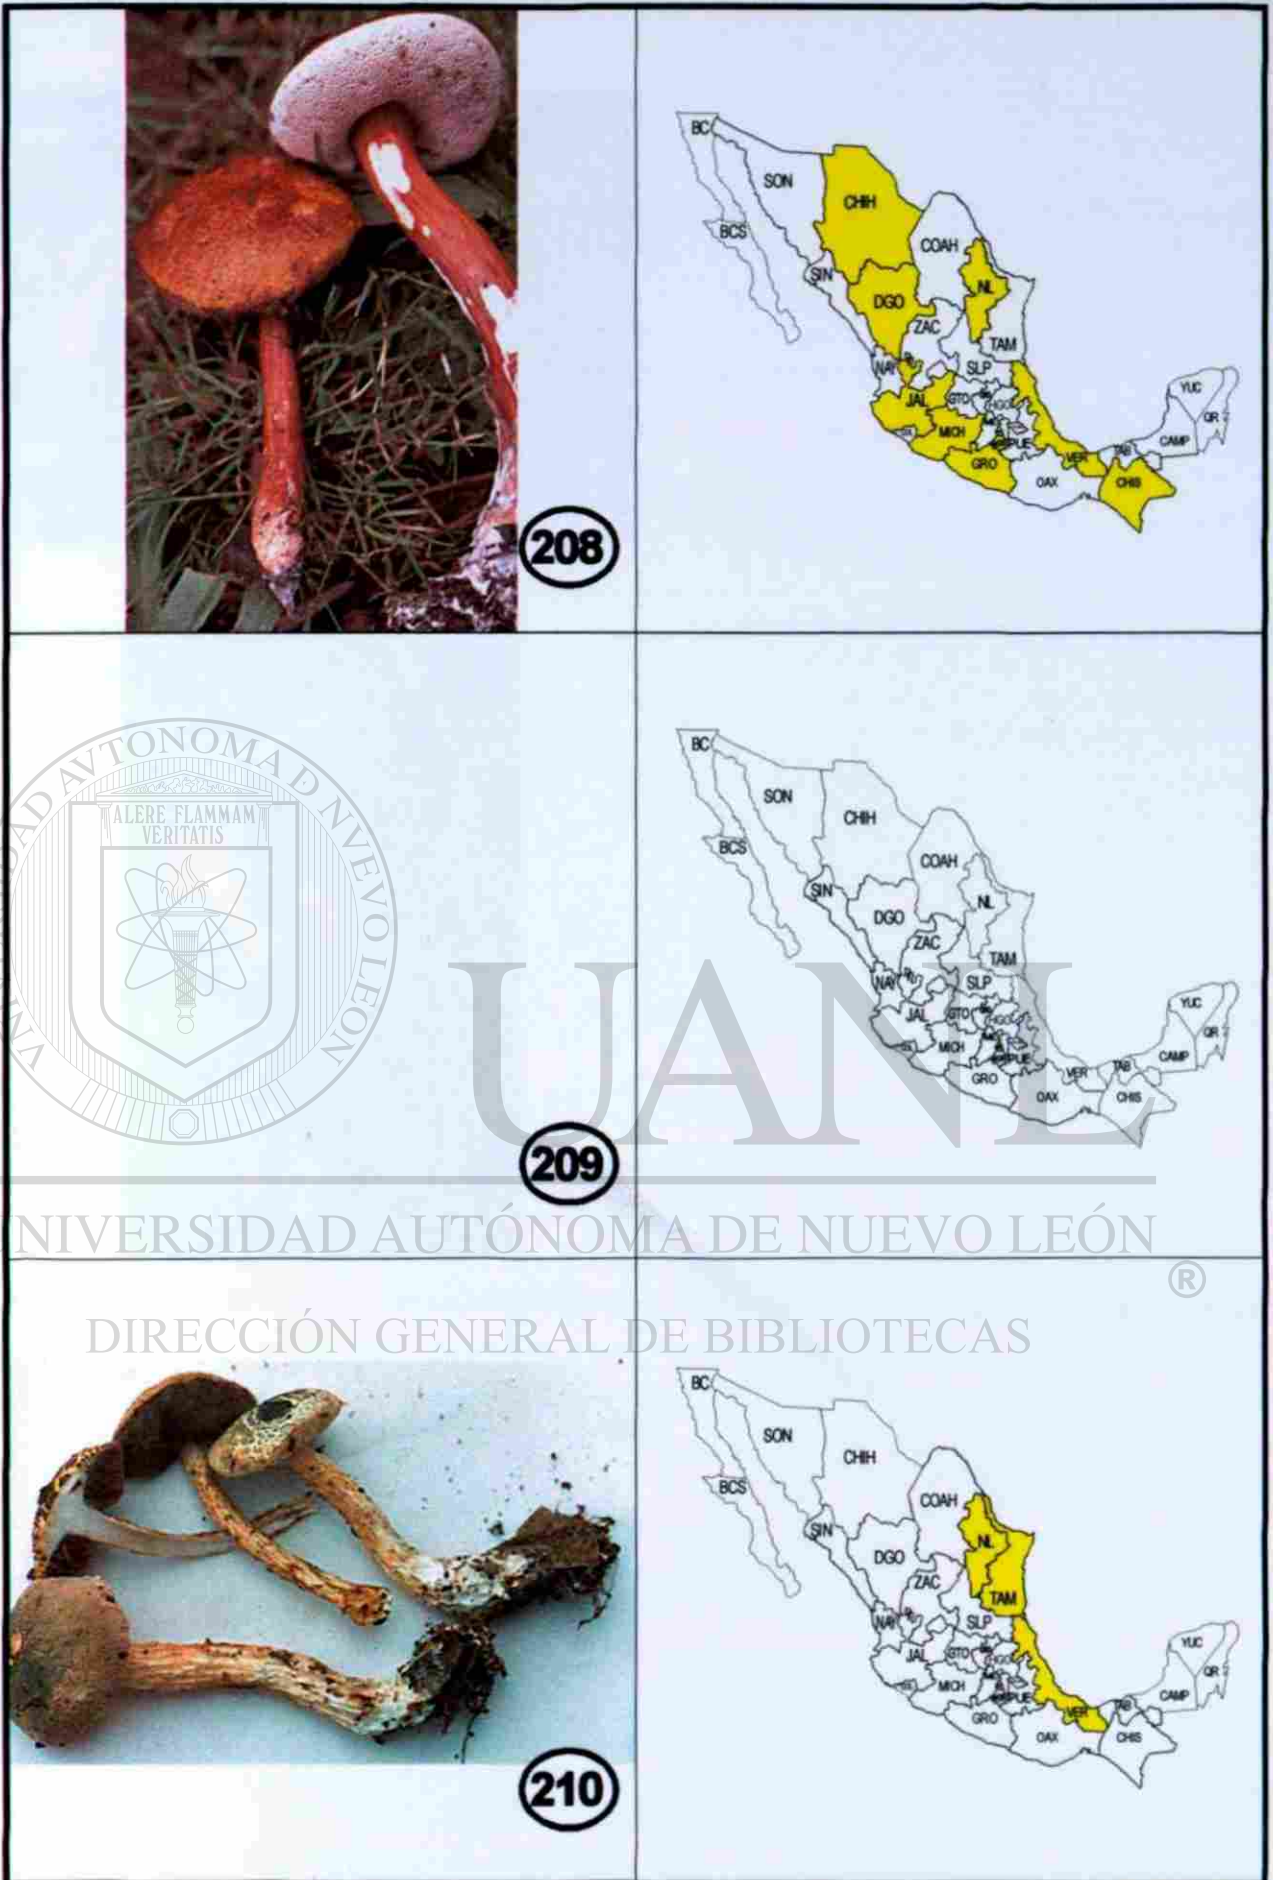 BC
SON
CHIH
BCS
COAH
SIN
NL
DGO
ZAC
TAM
NAY
SLP
JAL
GTO
HGO
MICH
PUE
GRO
OAX
VER
TAB
CHIS
CAMP
YUC
QR
208
BC
SON
CHIH
BCS
COAH
SIN
NL
DGO
ZAC
TAM
NAY
SLP
JAL
GTO
HGO
MICH
PUE
GRO
OAX
VER
TAB
CHIS
CAMP
YUC
QR
ALERE FLAMMAM
VERITATIS
UANL
209
UNIVERSIDAD AUTÓNOMA DE NUEVO LEÓN
®
DIRECCIÓN GENERAL DE BIBLIOTECAS
BC
SON
CHIH
BCS
COAH
SIN
NL
DGO
ZAC
TAM
NAY
SLP
JAL
GTO
HGO
MICH
PUE
GRO
OAX
VER
TAB
CHIS
CAMP
YUC
QR
210